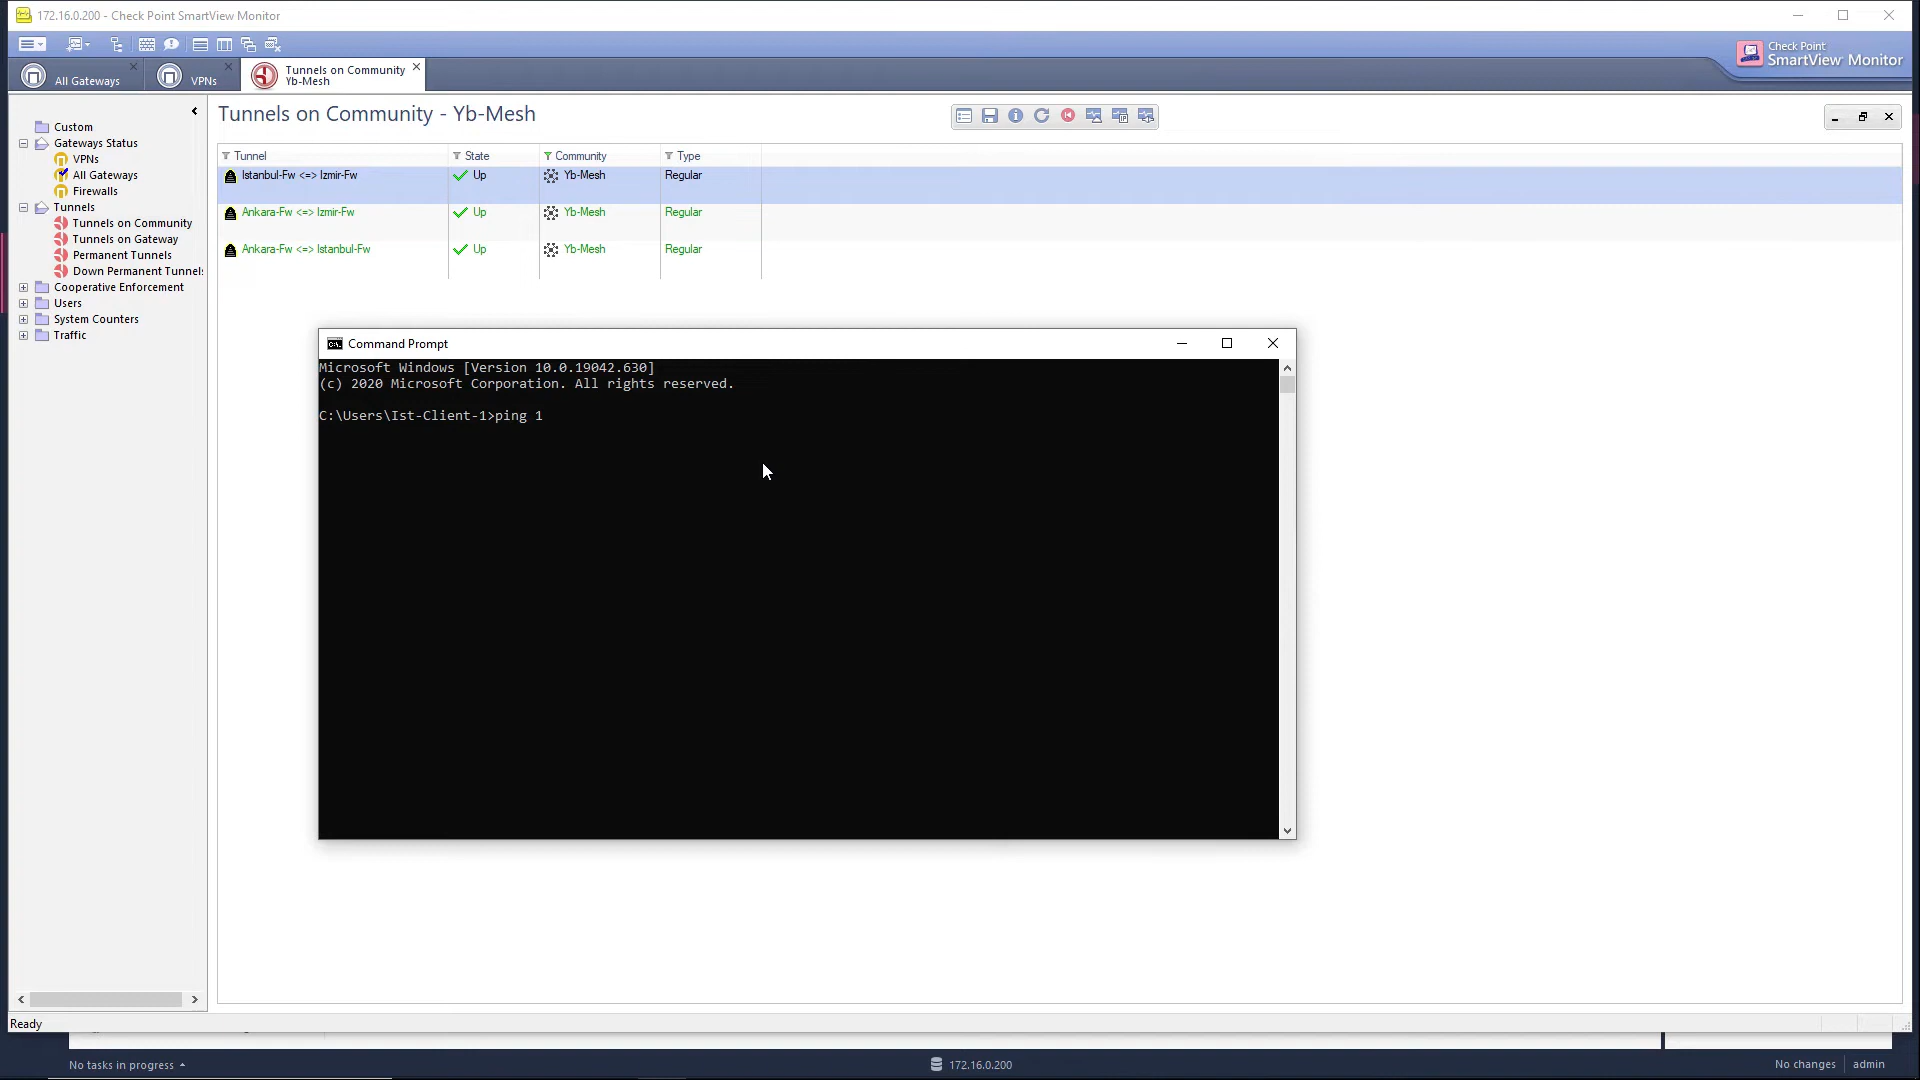 172.16.0.200 - Check Point SmartView Monitor
Check Point
SmartView Monitor
All Gateways
VPNs
Tunnels on Community
Yb-Mesh
Custom
Gateways Status
VPNs
All Gateways
Firewalls
Tunnels
Tunnels on Community
Tunnels on Gateway
Permanent Tunnels
Down Permanent Tunnels
Cooperative Enforcement
Users
System Counters
Traffic
Tunnels on Community - Yb-Mesh
Tunnel State Community Type
Istanbul-Fw <=> Izmir-Fw Up Yb-Mesh Regular
Ankara-Fw <=> Izmir-Fw Up Yb-Mesh Regular
Ankara-Fw <=> Istanbul-Fw Up Yb-Mesh Regular
Command Prompt
Microsoft Windows [Version 10.0.19042.630]
(c) 2020 Microsoft Corporation. All rights reserved.
C:\Users\Ist-Client-1>ping 1
Ready
No tasks in progress
172.16.0.200
No changes
admin